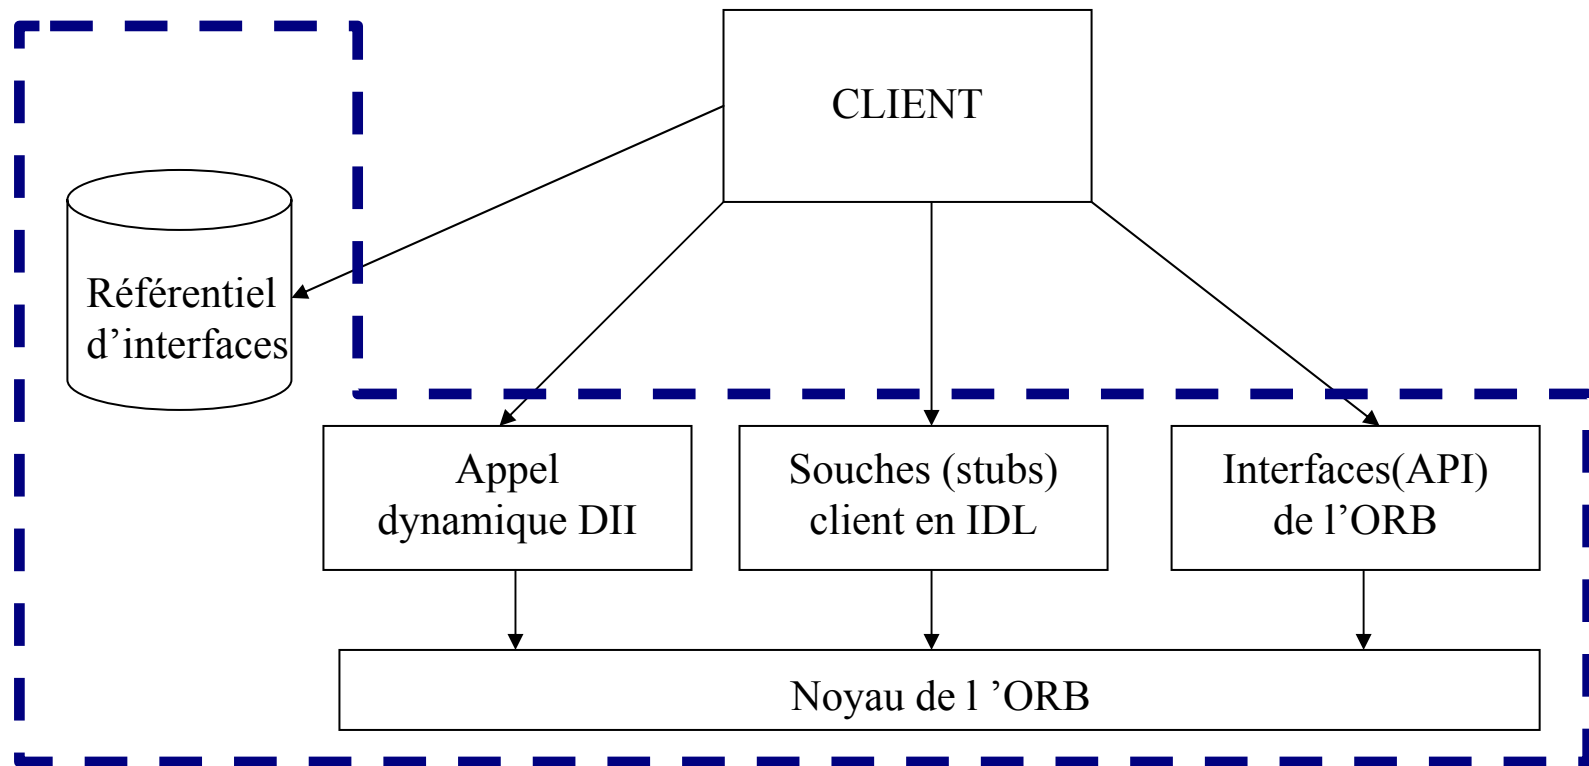 CLIENT
Référentiel
d’interfaces
Appel
dynamique DII
Souches (stubs)
client en IDL
Interfaces(API)
de l’ORB
Noyau de l ’ORB